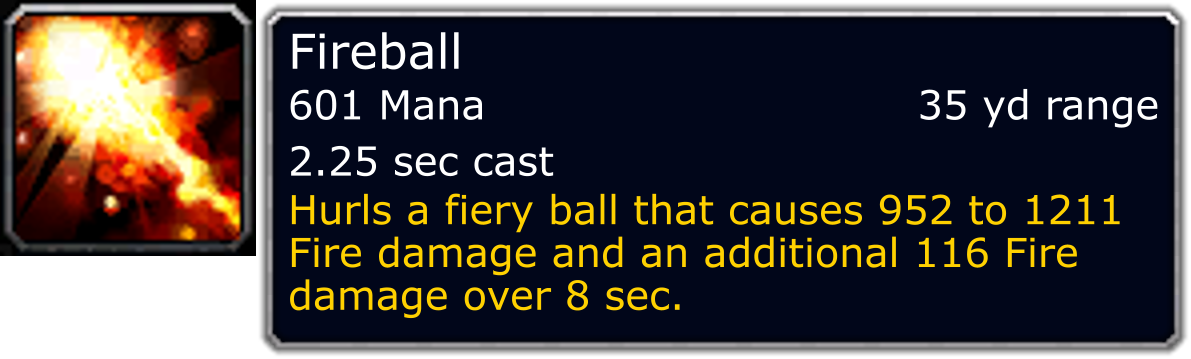 Fireball
601 Mana 35 yd range
2.25 sec cast
Hurls a fiery ball that causes 952 to 1211
Fire damage and an additional 116 Fire
damage over 8 sec.